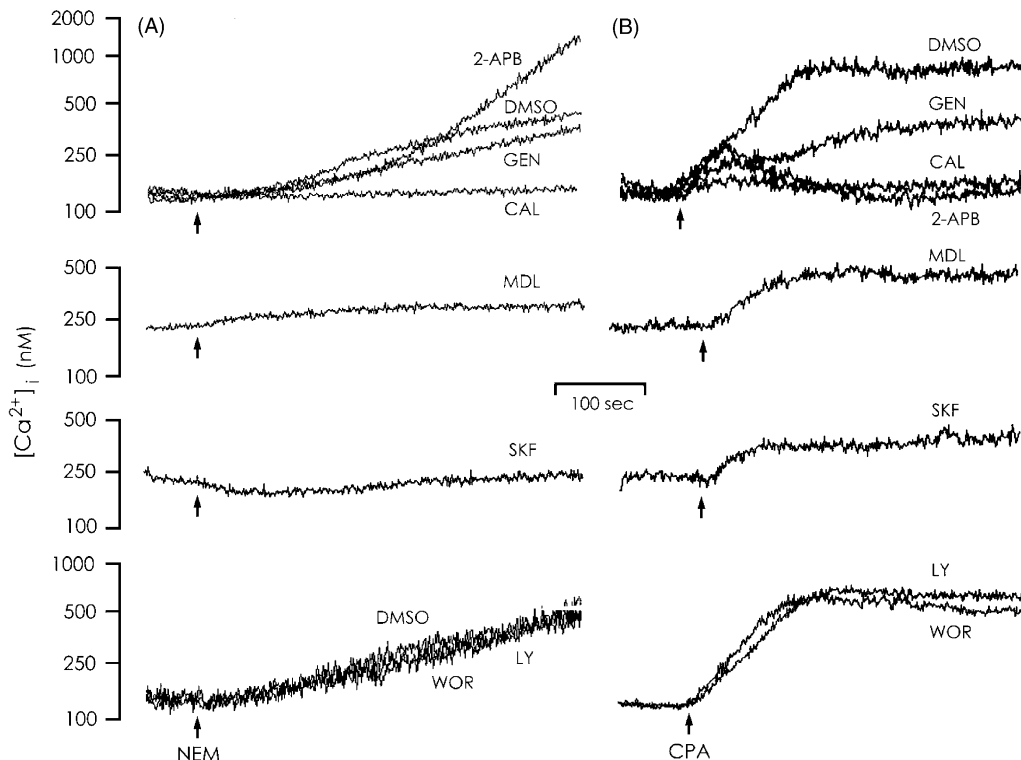 (A)
(B)
2000
1000
500
250
100
2-APB
DMSO
GEN
CAL
DMSO
GEN
CAL
2-APB
[Ca2+]i (nM)
500
250
100
MDL
MDL
100 sec
500
250
100
SKF
SKF
1000
500
250
100
DMSO
LY
WOR
LY
WOR
NEM
CPA